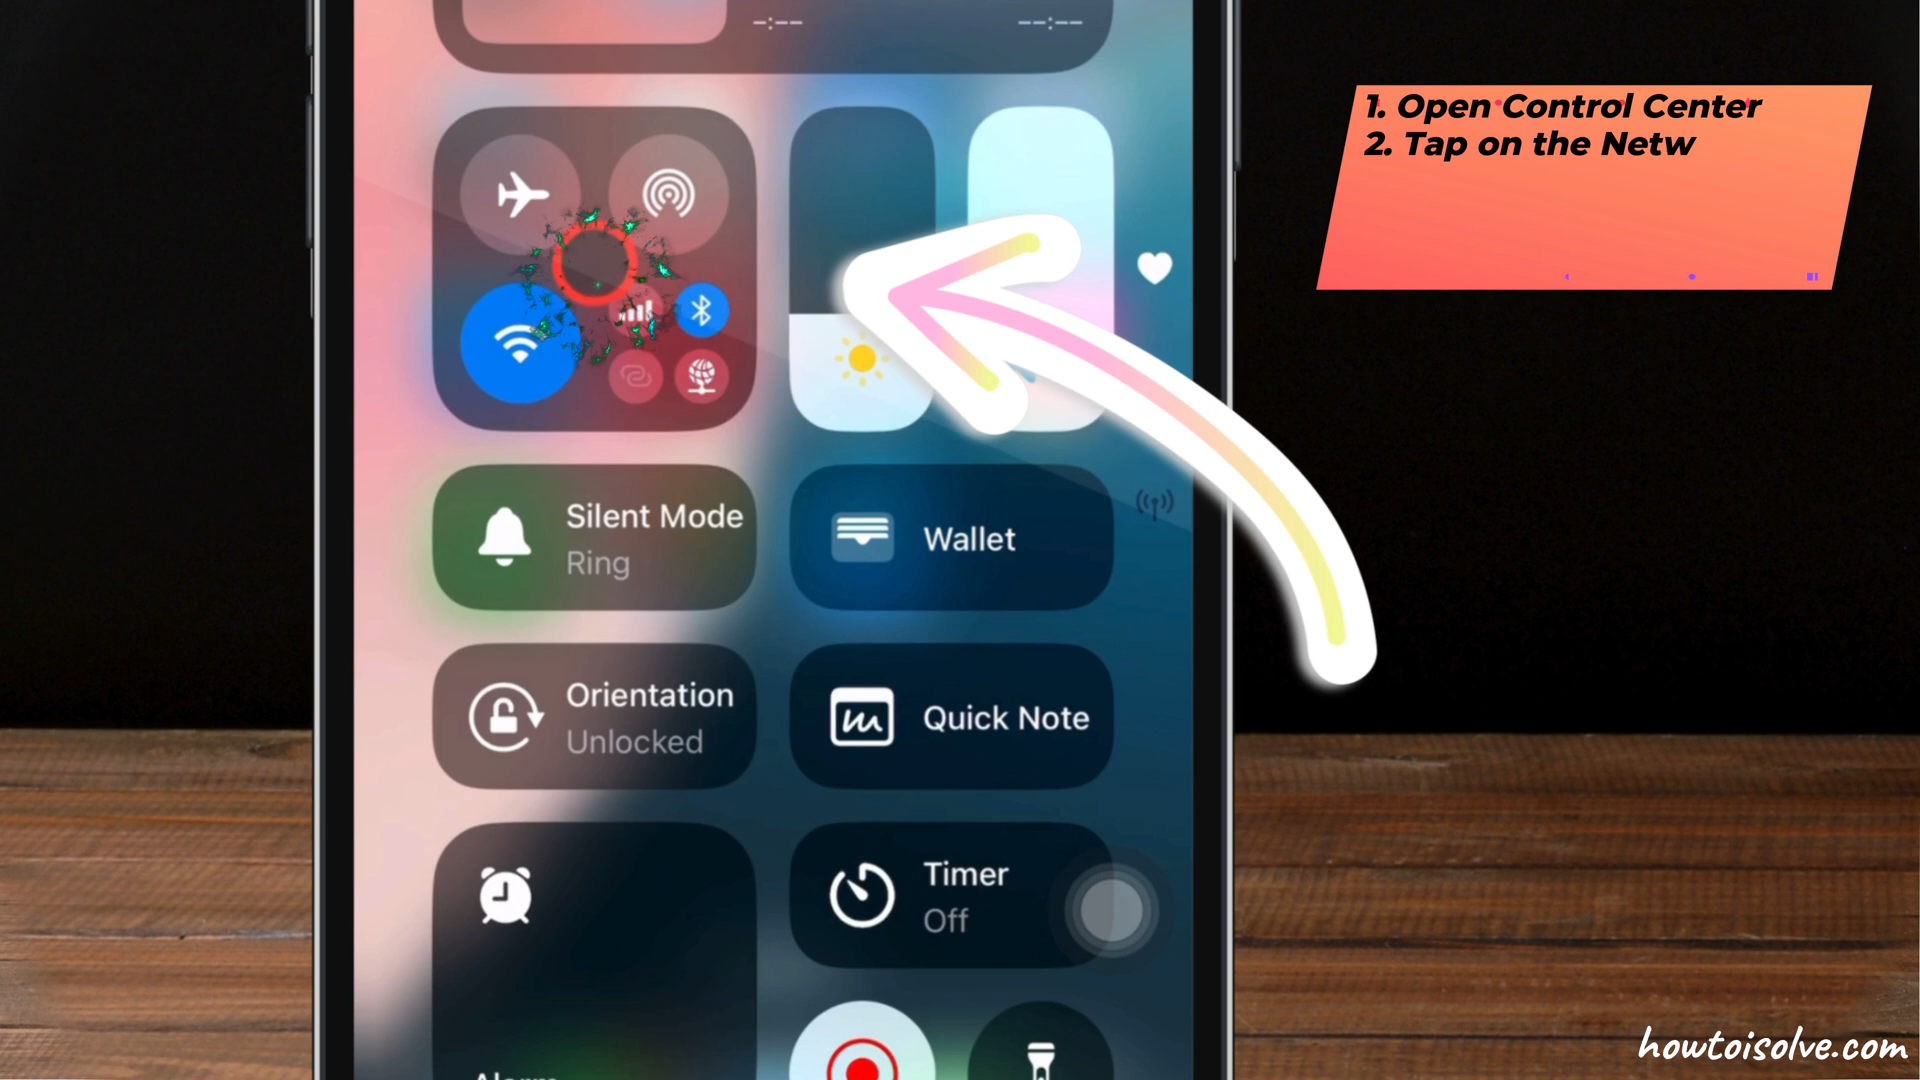 -:--
--:--
1. Open Control Center
2. Tap on the Netw
Silent Mode
Ring
Wallet
Orientation
Unlocked
Quick Note
Timer
Off
Alarm
howtoisolve.com